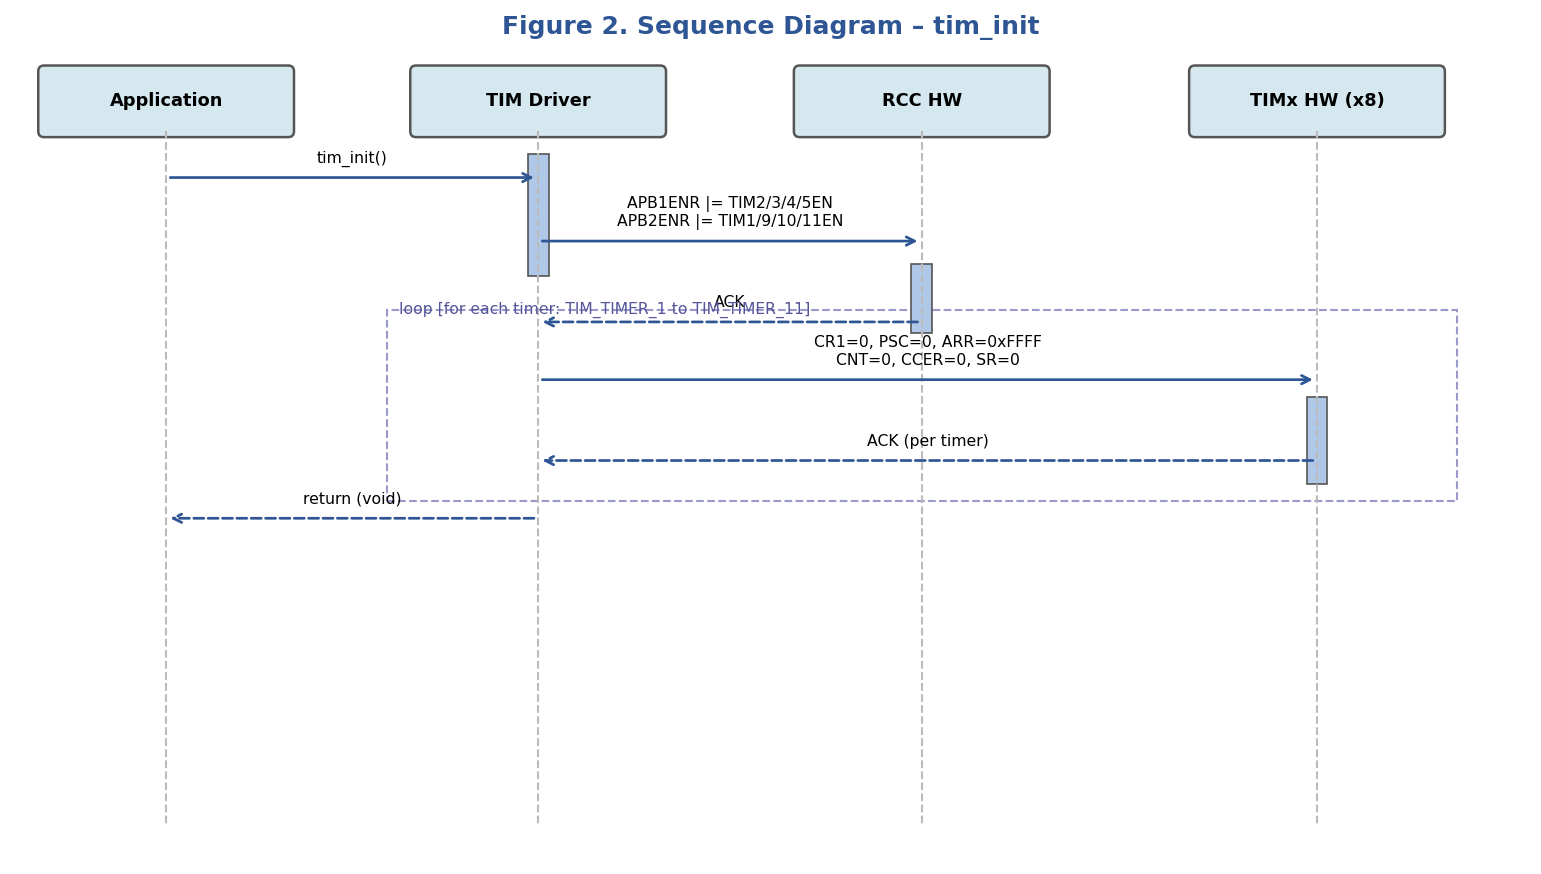 Figure 2. Sequence Diagram – tim_init
Application
TIM Driver
RCC HW
TIMx HW (x8)
tim_init()
APB1ENR |= TIM2/3/4/5EN
APB2ENR |= TIM1/9/10/11EN
ACK
loop [for each timer: TIM_TIMER_1 to TIM_TIMER_11]
CR1=0, PSC=0, ARR=0xFFFF
CNT=0, CCER=0, SR=0
ACK (per timer)
return (void)